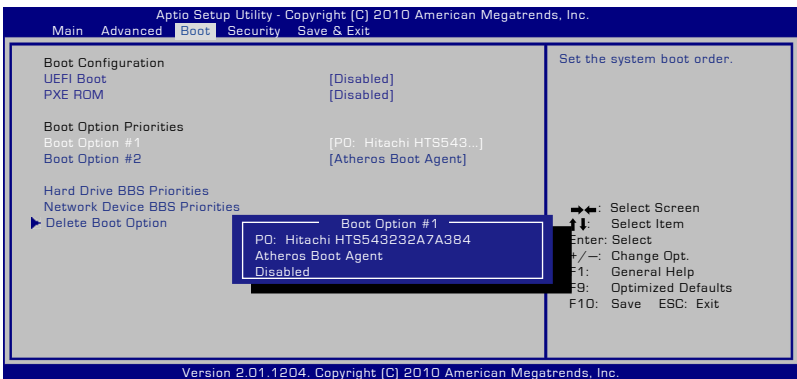 Aptio Setup Utility - Copyright (C) 2010 American Megatrends, Inc.
Main Advanced Boot Security Save & Exit
Boot Configuration
UEFI Boot [Disabled]
PXE ROM [Disabled]
Boot Option Priorities
Boot Option #1 [P0: Hitachi HTS543...]
Boot Option #2 [Atheros Boot Agent]
Hard Drive BBS Priorities
Network Device BBS Priorities
Delete Boot Option
Boot Option #1
P0: Hitachi HTS543232A7A384
Atheros Boot Agent
Disabled
Set the system boot order.
→←: Select Screen
↑↓: Select Item
Enter: Select
+/—: Change Opt.
F1: General Help
F9: Optimized Defaults
F10: Save ESC: Exit
Version 2.01.1204. Copyright (C) 2010 American Megatrends, Inc.